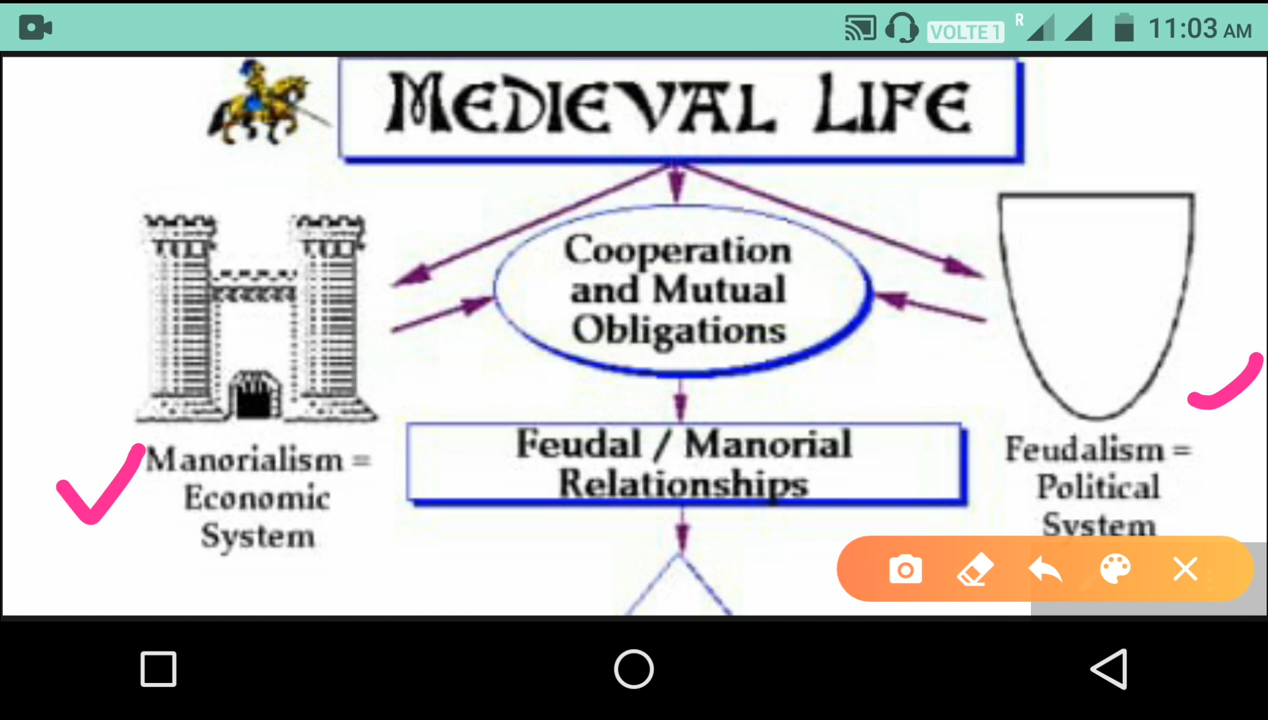 VOLTE 1
R
11:03 AM
MEDIEVAL LIFE
Cooperation
and Mutual
Obligations
Manorialism =
Economic
System
Feudal / Manorial
Relationships
Feudalism =
Political
System